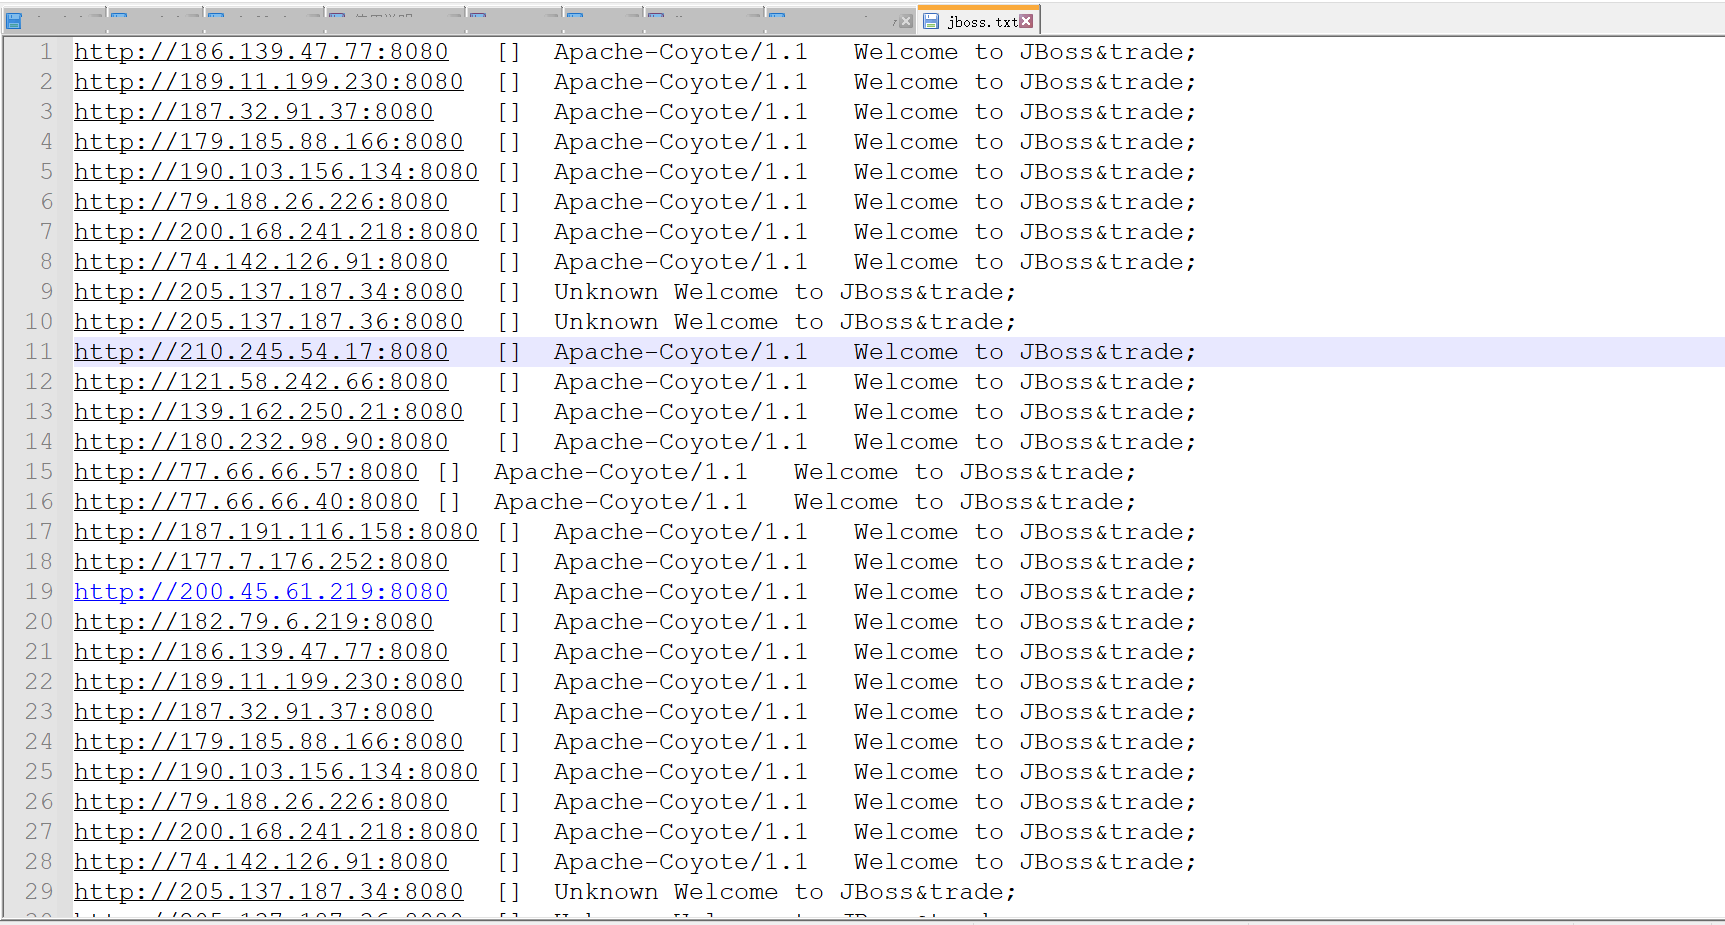 jboss.txt
1 http://186.139.47.77:8080 [] Apache-Coyote/1.1 Welcome to JBoss&trade;
2 http://189.11.199.230:8080 [] Apache-Coyote/1.1 Welcome to JBoss&trade;
3 http://187.32.91.37:8080 [] Apache-Coyote/1.1 Welcome to JBoss&trade;
4 http://179.185.88.166:8080 [] Apache-Coyote/1.1 Welcome to JBoss&trade;
5 http://190.103.156.134:8080 [] Apache-Coyote/1.1 Welcome to JBoss&trade;
6 http://79.188.26.226:8080 [] Apache-Coyote/1.1 Welcome to JBoss&trade;
7 http://200.168.241.218:8080 [] Apache-Coyote/1.1 Welcome to JBoss&trade;
8 http://74.142.126.91:8080 [] Apache-Coyote/1.1 Welcome to JBoss&trade;
9 http://205.137.187.34:8080 [] Unknown Welcome to JBoss&trade;
10 http://205.137.187.36:8080 [] Unknown Welcome to JBoss&trade;
11 http://210.245.54.17:8080 [] Apache-Coyote/1.1 Welcome to JBoss&trade;
12 http://121.58.242.66:8080 [] Apache-Coyote/1.1 Welcome to JBoss&trade;
13 http://139.162.250.21:8080 [] Apache-Coyote/1.1 Welcome to JBoss&trade;
14 http://180.232.98.90:8080 [] Apache-Coyote/1.1 Welcome to JBoss&trade;
15 http://77.66.66.57:8080 [] Apache-Coyote/1.1 Welcome to JBoss&trade;
16 http://77.66.66.40:8080 [] Apache-Coyote/1.1 Welcome to JBoss&trade;
17 http://187.191.116.158:8080 [] Apache-Coyote/1.1 Welcome to JBoss&trade;
18 http://177.7.176.252:8080 [] Apache-Coyote/1.1 Welcome to JBoss&trade;
19 http://200.45.61.219:8080 [] Apache-Coyote/1.1 Welcome to JBoss&trade;
20 http://182.79.6.219:8080 [] Apache-Coyote/1.1 Welcome to JBoss&trade;
21 http://186.139.47.77:8080 [] Apache-Coyote/1.1 Welcome to JBoss&trade;
22 http://189.11.199.230:8080 [] Apache-Coyote/1.1 Welcome to JBoss&trade;
23 http://187.32.91.37:8080 [] Apache-Coyote/1.1 Welcome to JBoss&trade;
24 http://179.185.88.166:8080 [] Apache-Coyote/1.1 Welcome to JBoss&trade;
25 http://190.103.156.134:8080 [] Apache-Coyote/1.1 Welcome to JBoss&trade;
26 http://79.188.26.226:8080 [] Apache-Coyote/1.1 Welcome to JBoss&trade;
27 http://200.168.241.218:8080 [] Apache-Coyote/1.1 Welcome to JBoss&trade;
28 http://74.142.126.91:8080 [] Apache-Coyote/1.1 Welcome to JBoss&trade;
29 http://205.137.187.34:8080 [] Unknown Welcome to JBoss&trade;